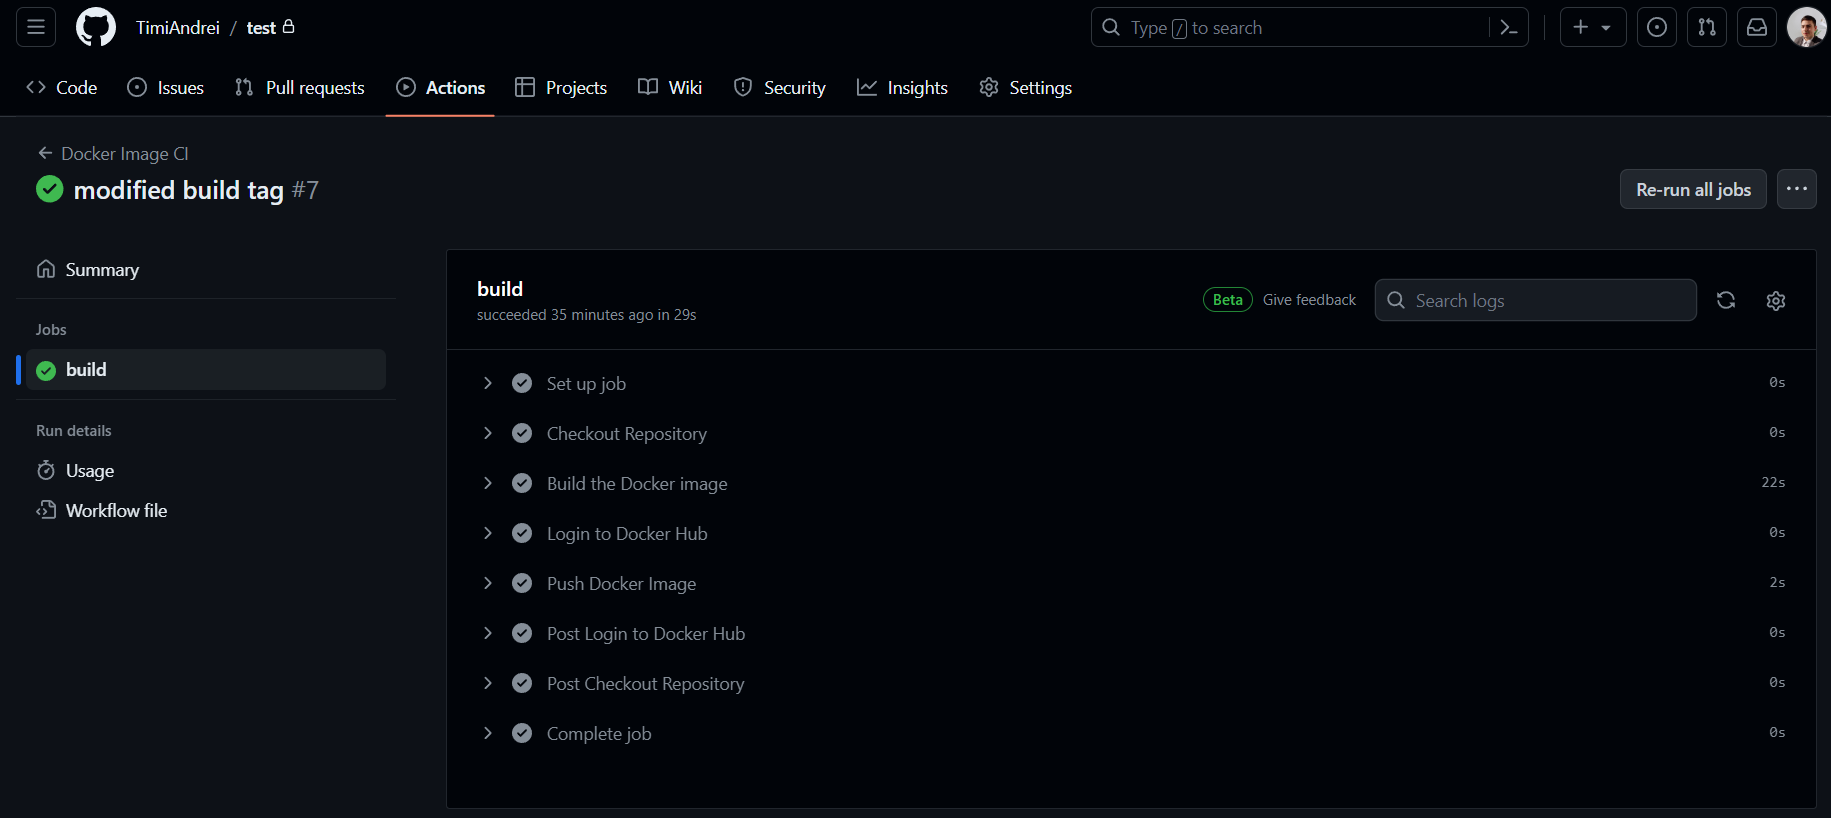 TimiAndrei / test
Type / to search
Code Issues Pull requests Actions Projects Wiki Security Insights Settings
Docker Image CI
modified build tag #7
Re-run all jobs
Summary
Jobs
build
Run details
Usage
Workflow file
build
succeeded 35 minutes ago in 29s
Beta Give feedback
Search logs
Set up job 0s
Checkout Repository 0s
Build the Docker image 22s
Login to Docker Hub 0s
Push Docker Image 2s
Post Login to Docker Hub 0s
Post Checkout Repository 0s
Complete job 0s